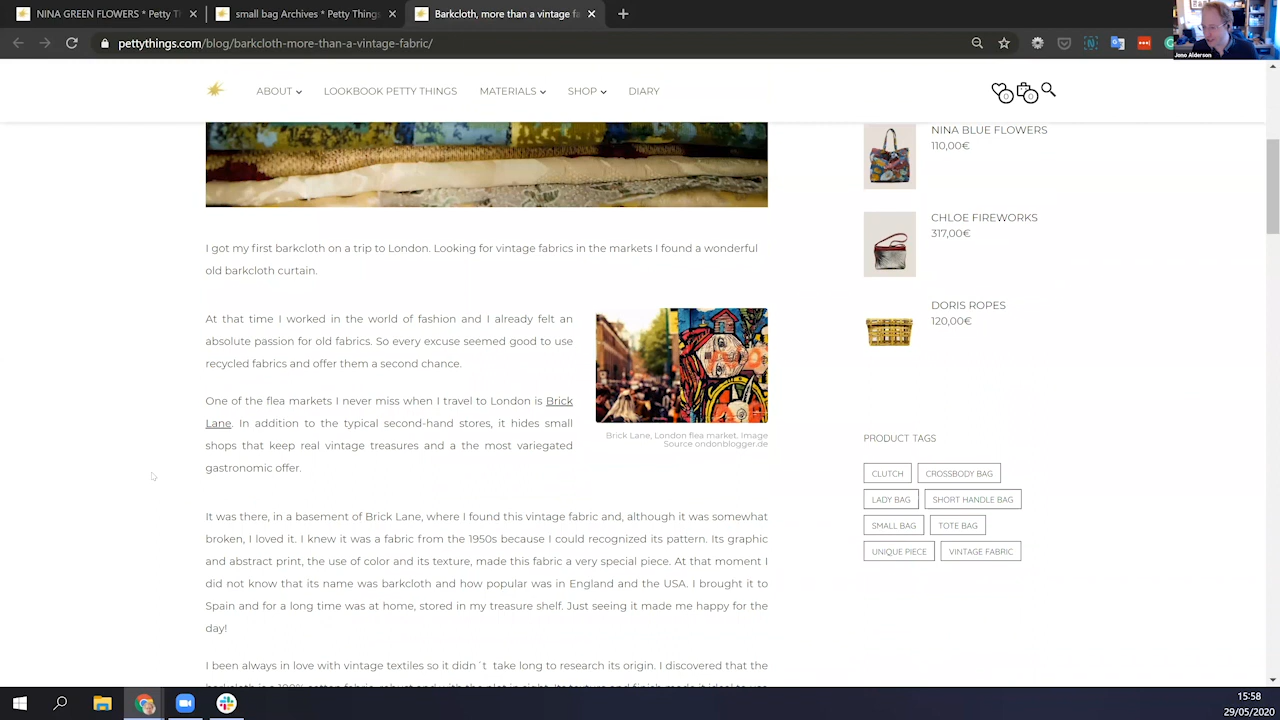 NINA GREEN FLOWERS * Petty Th
small bag Archives * Petty Things
Barkcloth, more than a vintage fa
Jono Alderson
pettythings.com/blog/barkcloth-more-than-a-vintage-fabric/
ABOUT
LOOKBOOK PETTY THINGS
MATERIALS
SHOP
DIARY
0
0
I got my first barkcloth on a trip to London. Looking for vintage fabrics in the markets I found a wonderful
old barkcloth curtain.
At that time I worked in the world of fashion and I already felt an
absolute passion for old fabrics. So every excuse seemed good to use
recycled fabrics and offer them a second chance.
One of the flea markets I never miss when I travel to London is Brick
Lane. In addition to the typical second-hand stores, it hides small
shops that keep real vintage treasures and a the most variegated
gastronomic offer.
Brick Lane, London flea market. Image
Source ondonblogger.de
It was there, in a basement of Brick Lane, where I found this vintage fabric and, although it was somewhat
broken, I loved it. I knew it was a fabric from the 1950s because I could recognized its pattern. Its graphic
and abstract print, the use of color and its texture, made this fabric a very special piece. At that moment I
did not know that its name was barkcloth and how popular was in England and the USA. I brought it to
Spain and for a long time was at home, stored in my treasure shelf. Just seeing it made me happy for the
day!
I been always in love with vintage textiles so it didn´t take long to research its origin. I discovered that the
NINA BLUE FLOWERS
110,00€
CHLOE FIREWORKS
317,00€
DORIS ROPES
120,00€
PRODUCT TAGS
CLUTCH
CROSSBODY BAG
LADY BAG
SHORT HANDLE BAG
SMALL BAG
TOTE BAG
UNIQUE PIECE
VINTAGE FABRIC
15:58
29/05/2020